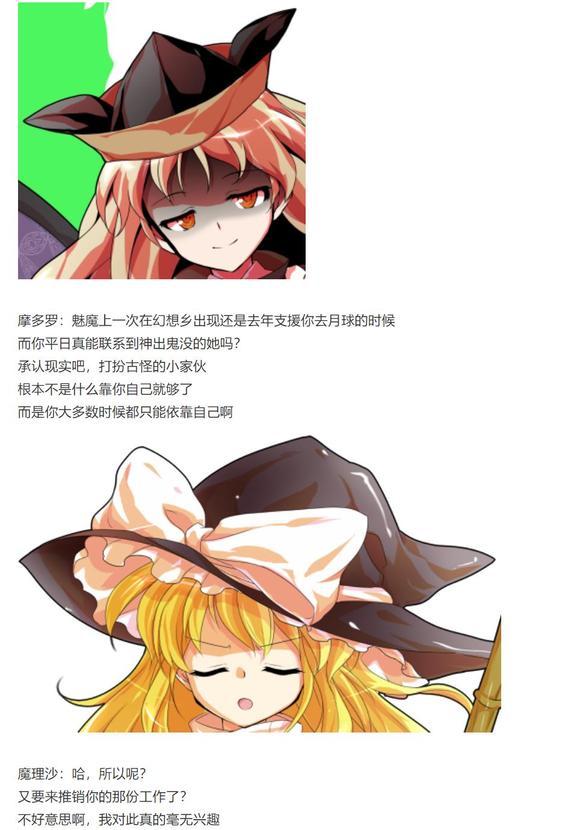 摩多罗：魅魔上一次在幻想乡出现还是去年支援你去月球的时候
而你平日真能联系到神出鬼没的她吗？
承认现实吧，打扮古怪的小家伙
根本不是什么靠你自己就够了
而是你大多数时候都只能依靠自己啊
魔理沙：哈，所以呢？
又要来推销你的那份工作了？
不好意思啊，我对此真的毫无兴趣